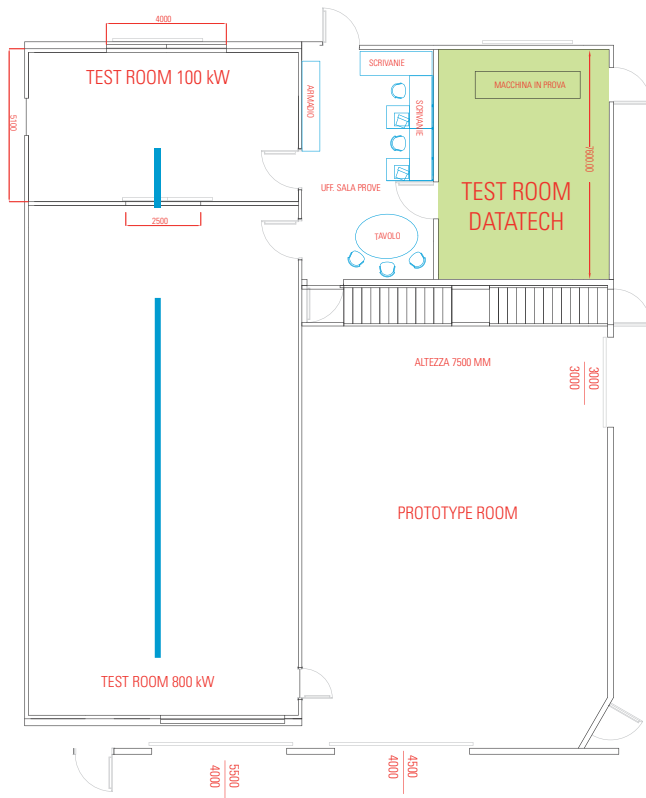 4000
TEST ROOM 100 kW
5100
ARMADIO
SCRIVANIE
SCRIVANIE
MACCHINA IN PROVA
7600.00
UFF. SALA PROVE
TEST ROOM
DATATECH
2500
TAVOLO
ALTEZZA 7500 MM
3000
3000
PROTOTYPE ROOM
TEST ROOM 800 kW
5500
4000
4500
4000